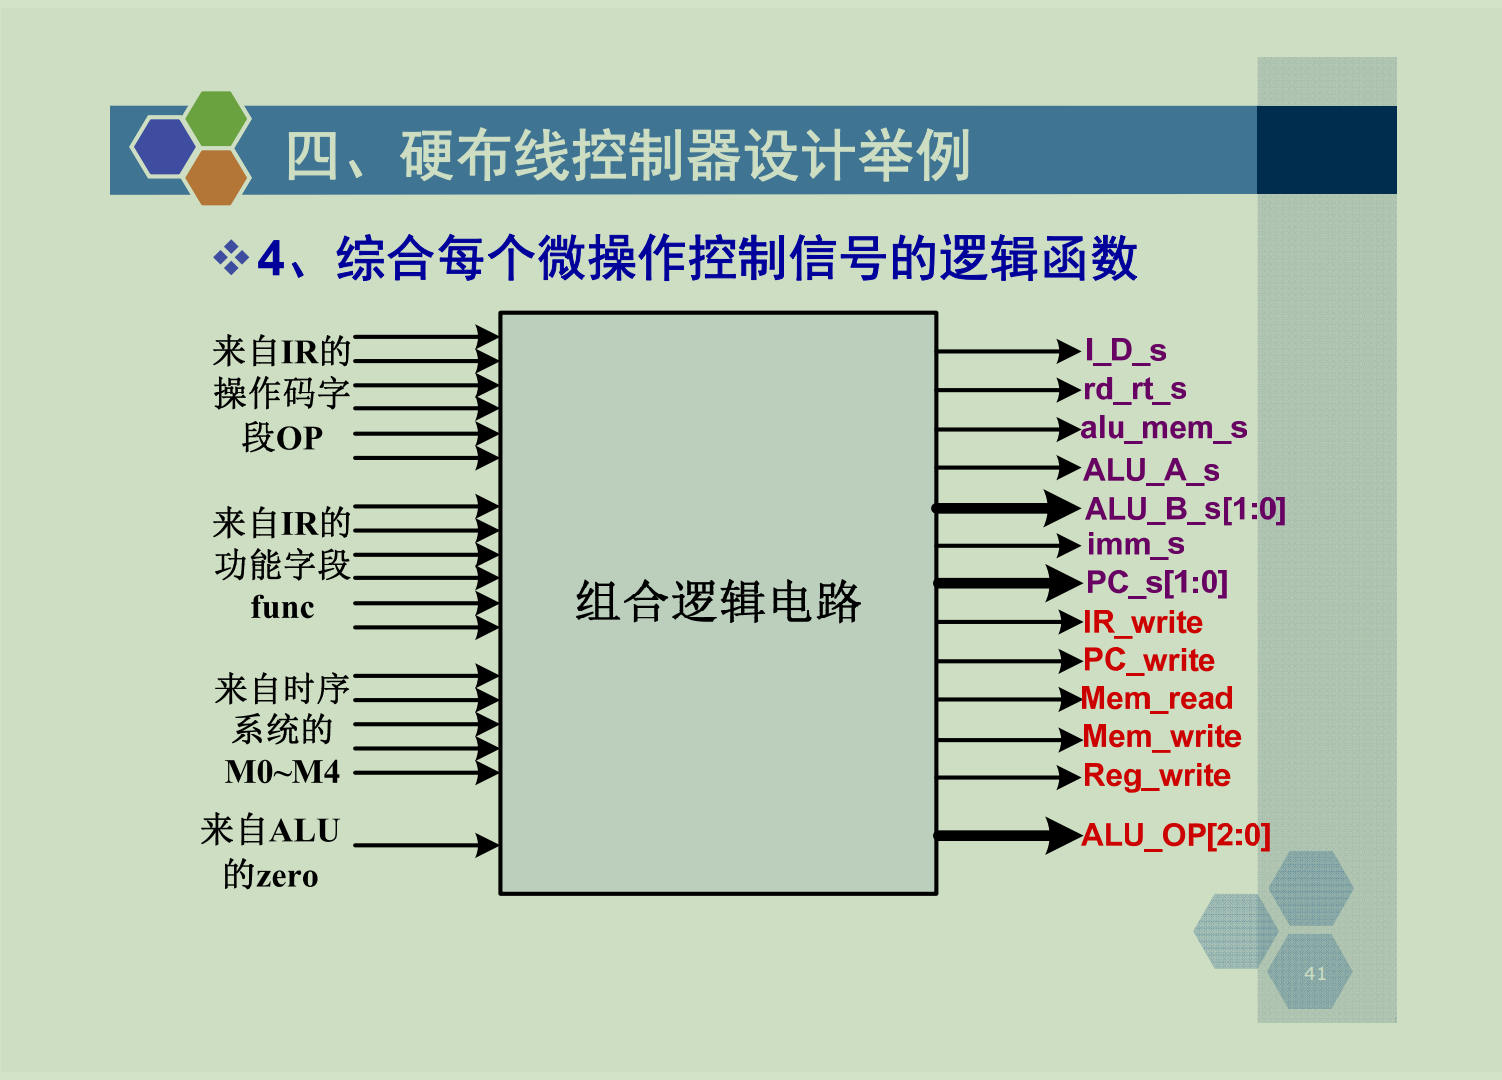 四、硬布线控制器设计举例
4、综合每个微操作控制信号的逻辑函数
来自IR的
操作码字
段OP
来自IR的
功能字段
func
来自时序
系统的
M0~M4
来自ALU
的zero
组合逻辑电路
I_D_s
rd_rt_s
alu_mem_s
ALU_A_s
ALU_B_s[1:0]
imm_s
PC_s[1:0]
IR_write
PC_write
Mem_read
Mem_write
Reg_write
ALU_OP[2:0]
41